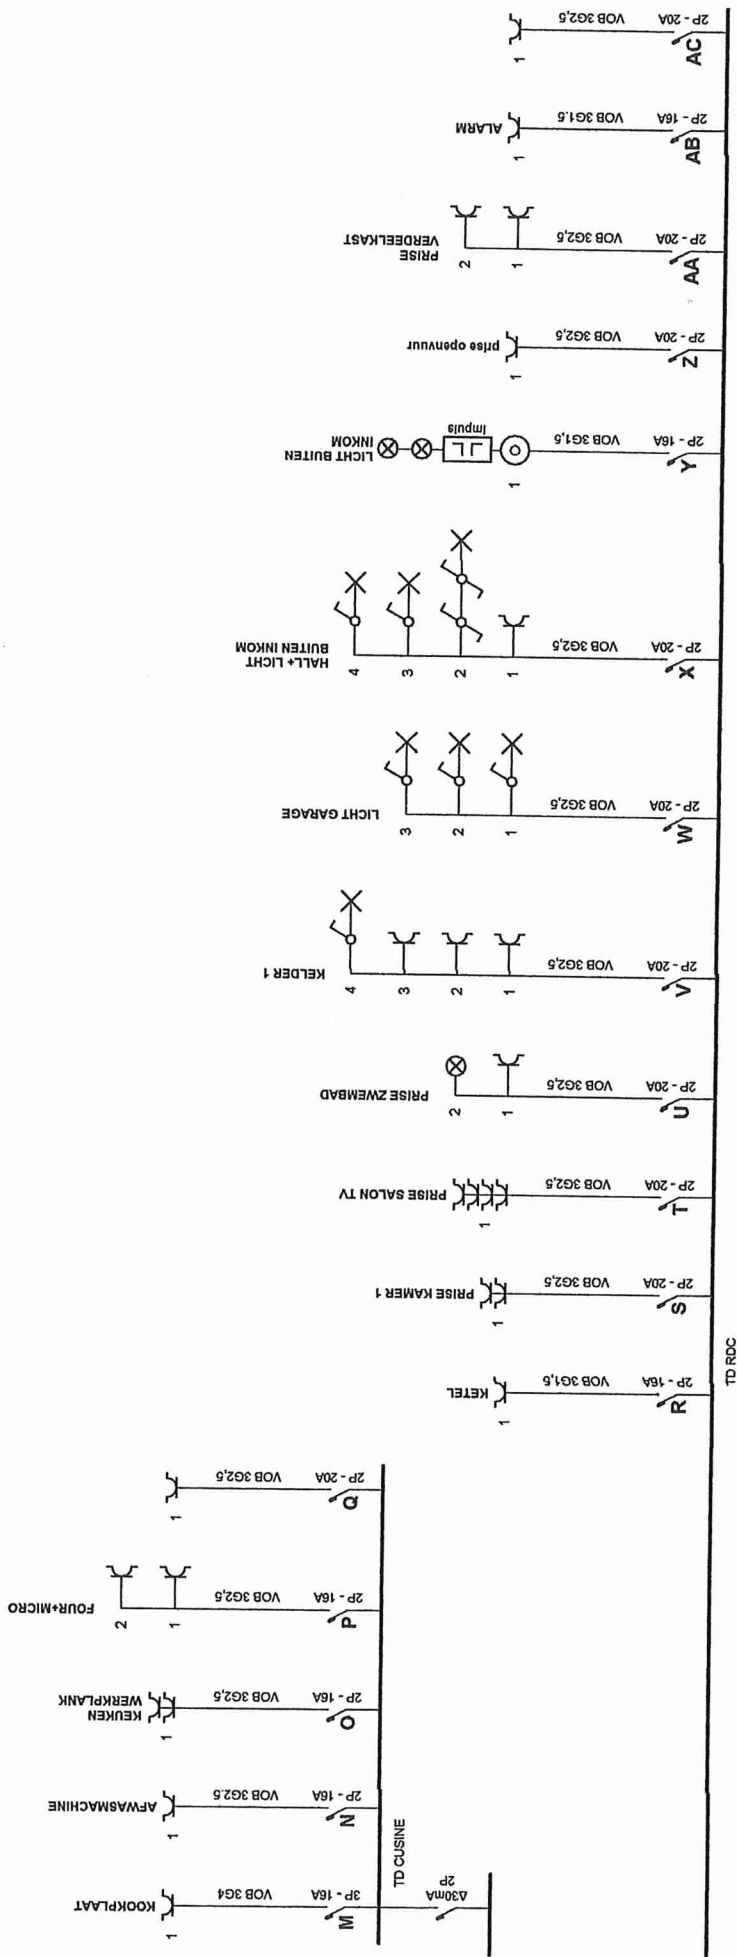 KOOKPLAAT
1
VOB 3G4
3P - 16A
M
AFWASMACHINE
1
VOB 3G2.5
2P - 16A
N
KEUKEN
WERKPLANK
1
VOB 3G2,5
2P - 16A
O
FOUR+MICRO
2
1
VOB 3G2,5
2P - 16A
P
1
VOB 3G2,5
2P - 20A
Q
TD CUSINE
Δ30mA
2P
KETEL
1
VOB 3G1,5
2P - 16A
R
PRISE KAMER 1
1
VOB 3G2,5
2P - 20A
S
PRISE SALON TV
1
VOB 3G2,5
2P - 20A
T
PRISE ZWEMBAD
2
1
VOB 3G2,5
2P - 20A
U
KELDER 1
4
3
2
1
VOB 3G2,5
2P - 20A
V
LICHT GARAGE
3
2
1
VOB 3G2,5
2P - 20A
W
HALL+ LICHT
BUITEN INKOM
4
3
2
1
VOB 3G2,5
2P - 20A
X
LICHT BUITEN
INKOM
Impuls
1
VOB 3G1,5
2P - 16A
Y
prise openvuur
1
VOB 3G2,5
2P - 20A
Z
PRISE
VERDEELKAST
2
1
VOB 3G2,5
2P - 20A
AA
ALARM
1
VOB 3G1.5
2P - 16A
AB
1
VOB 3G2,5
2P - 20A
AC
TD RDC